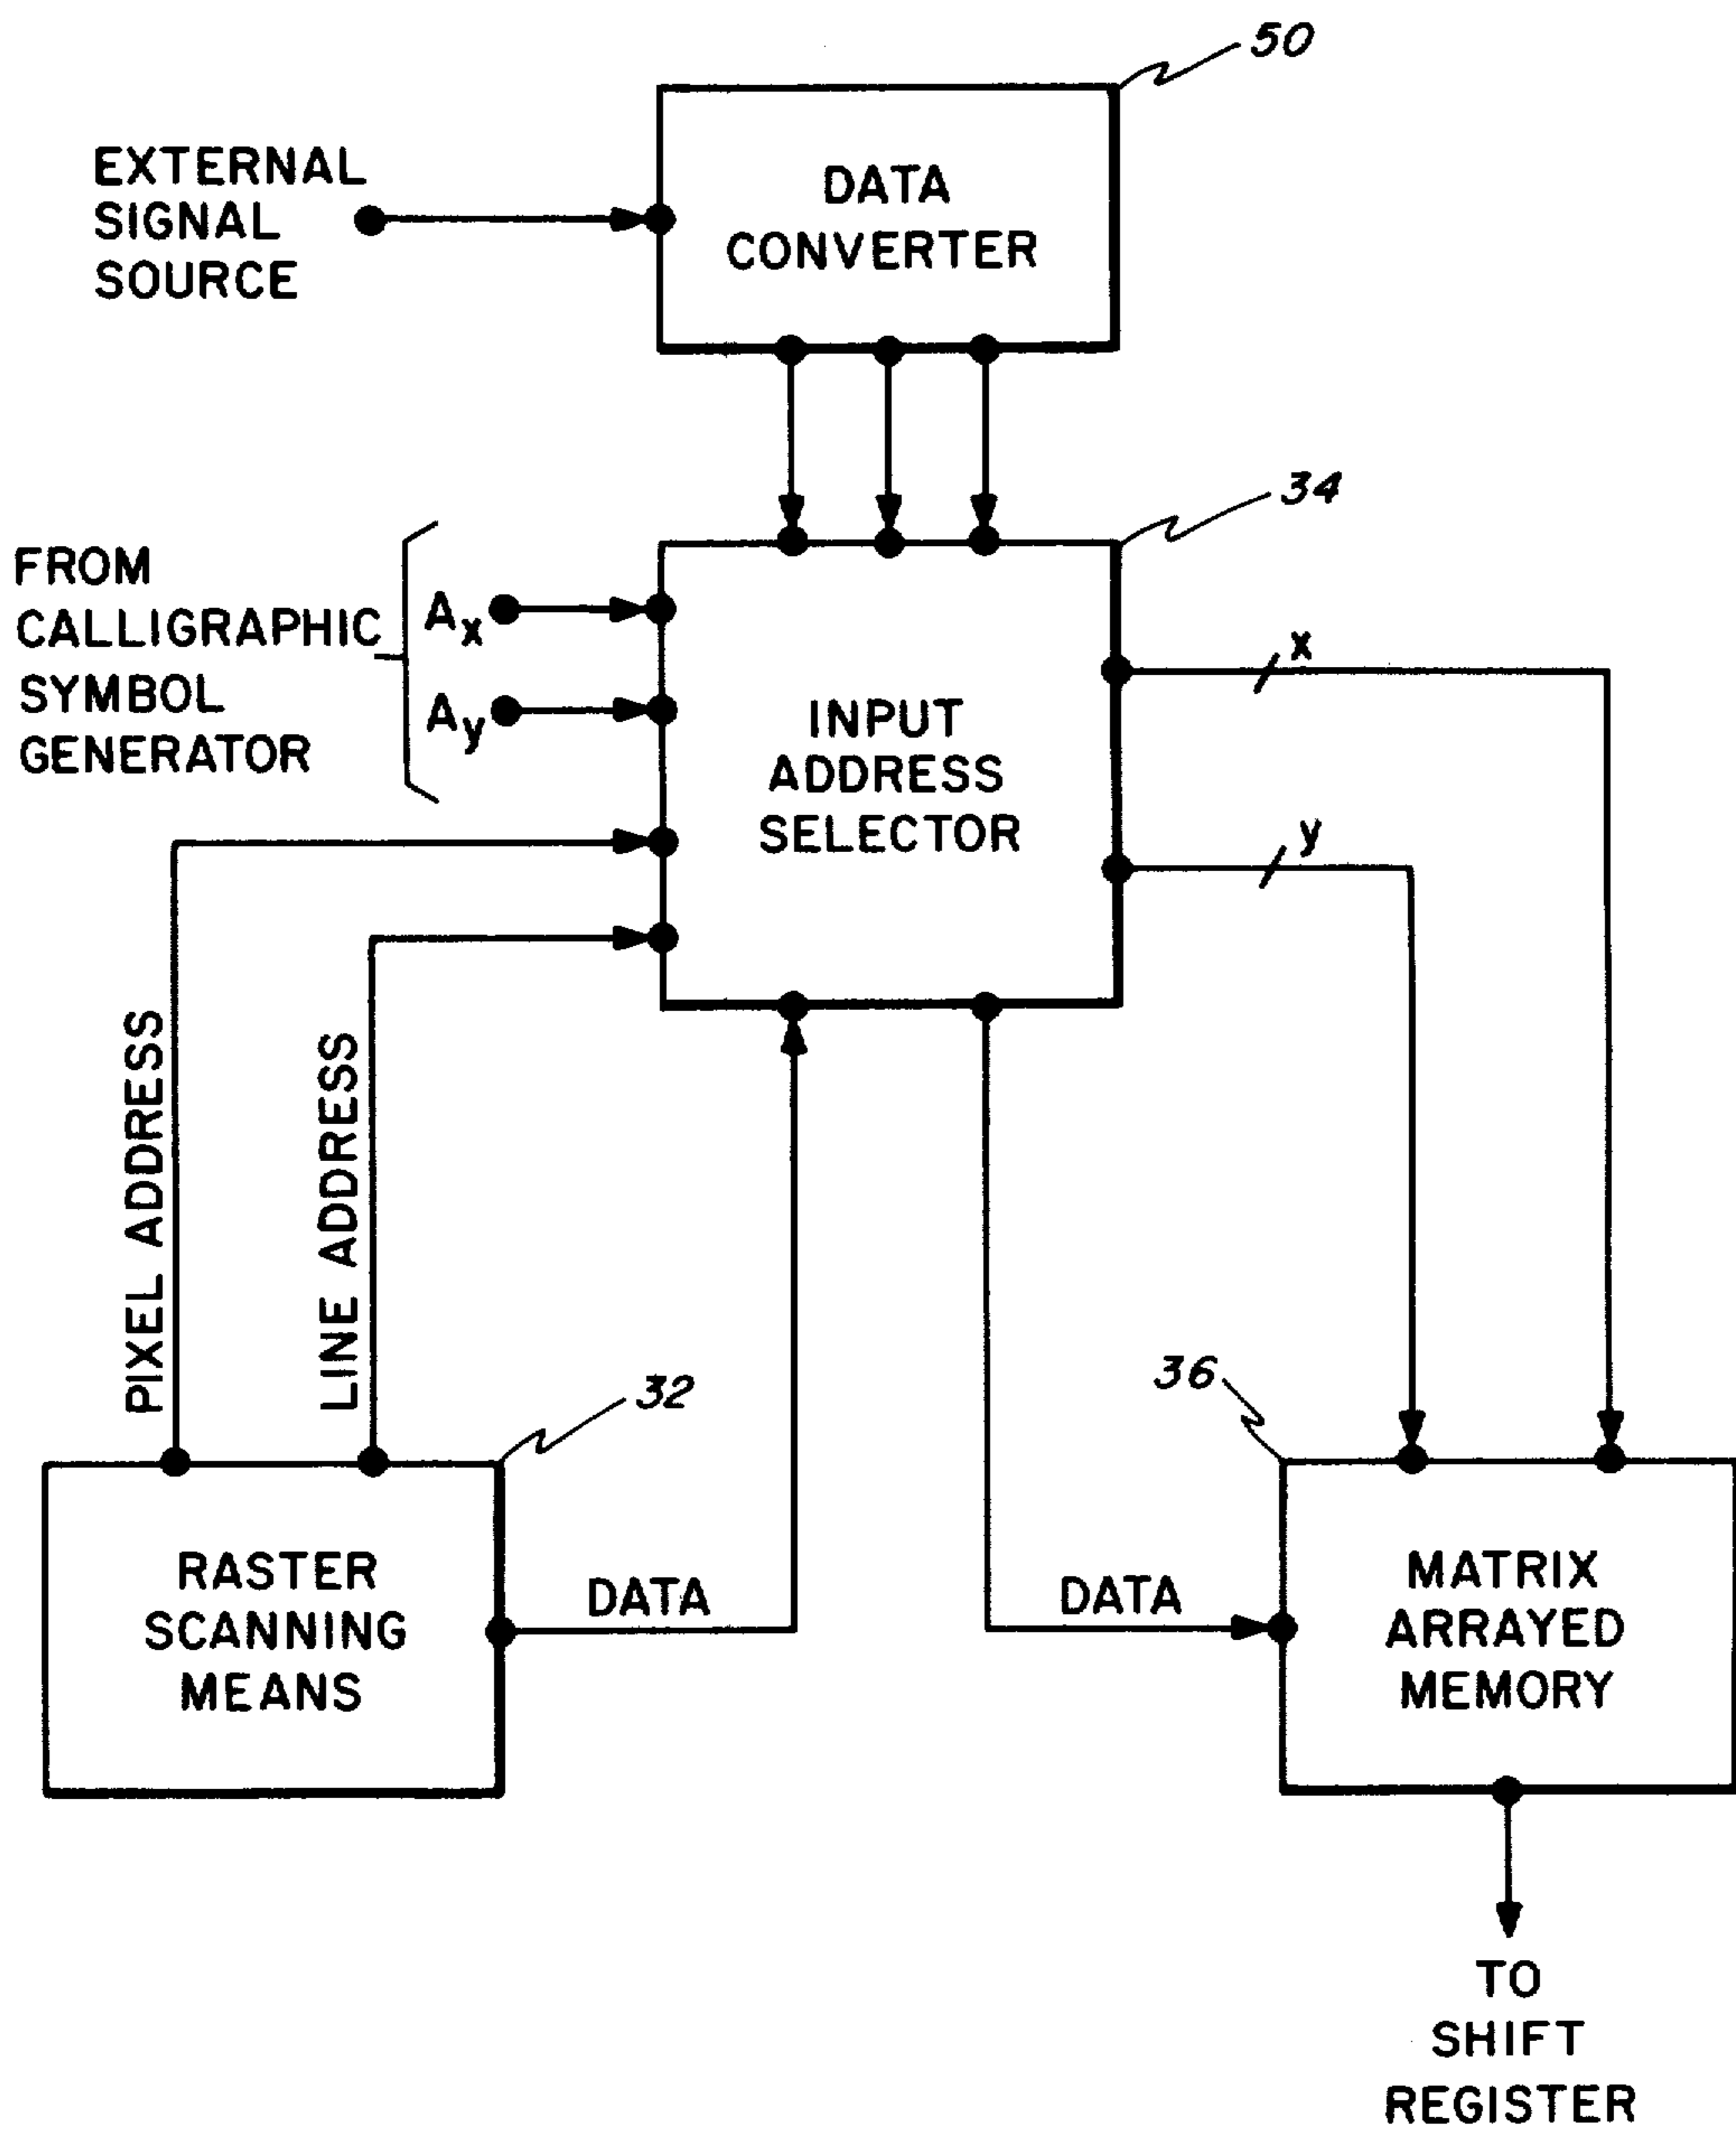 50
EXTERNAL
SIGNAL
SOURCE
DATA
CONVERTER
34
FROM
CALLIGRAPHIC
SYMBOL
GENERATOR
Ax
Ay
INPUT
ADDRESS
SELECTOR
x
y
PIXEL ADDRESS
LINE ADDRESS
32
36
RASTER
SCANNING
MEANS
DATA
DATA
MATRIX
ARRAYED
MEMORY
TO
SHIFT
REGISTER